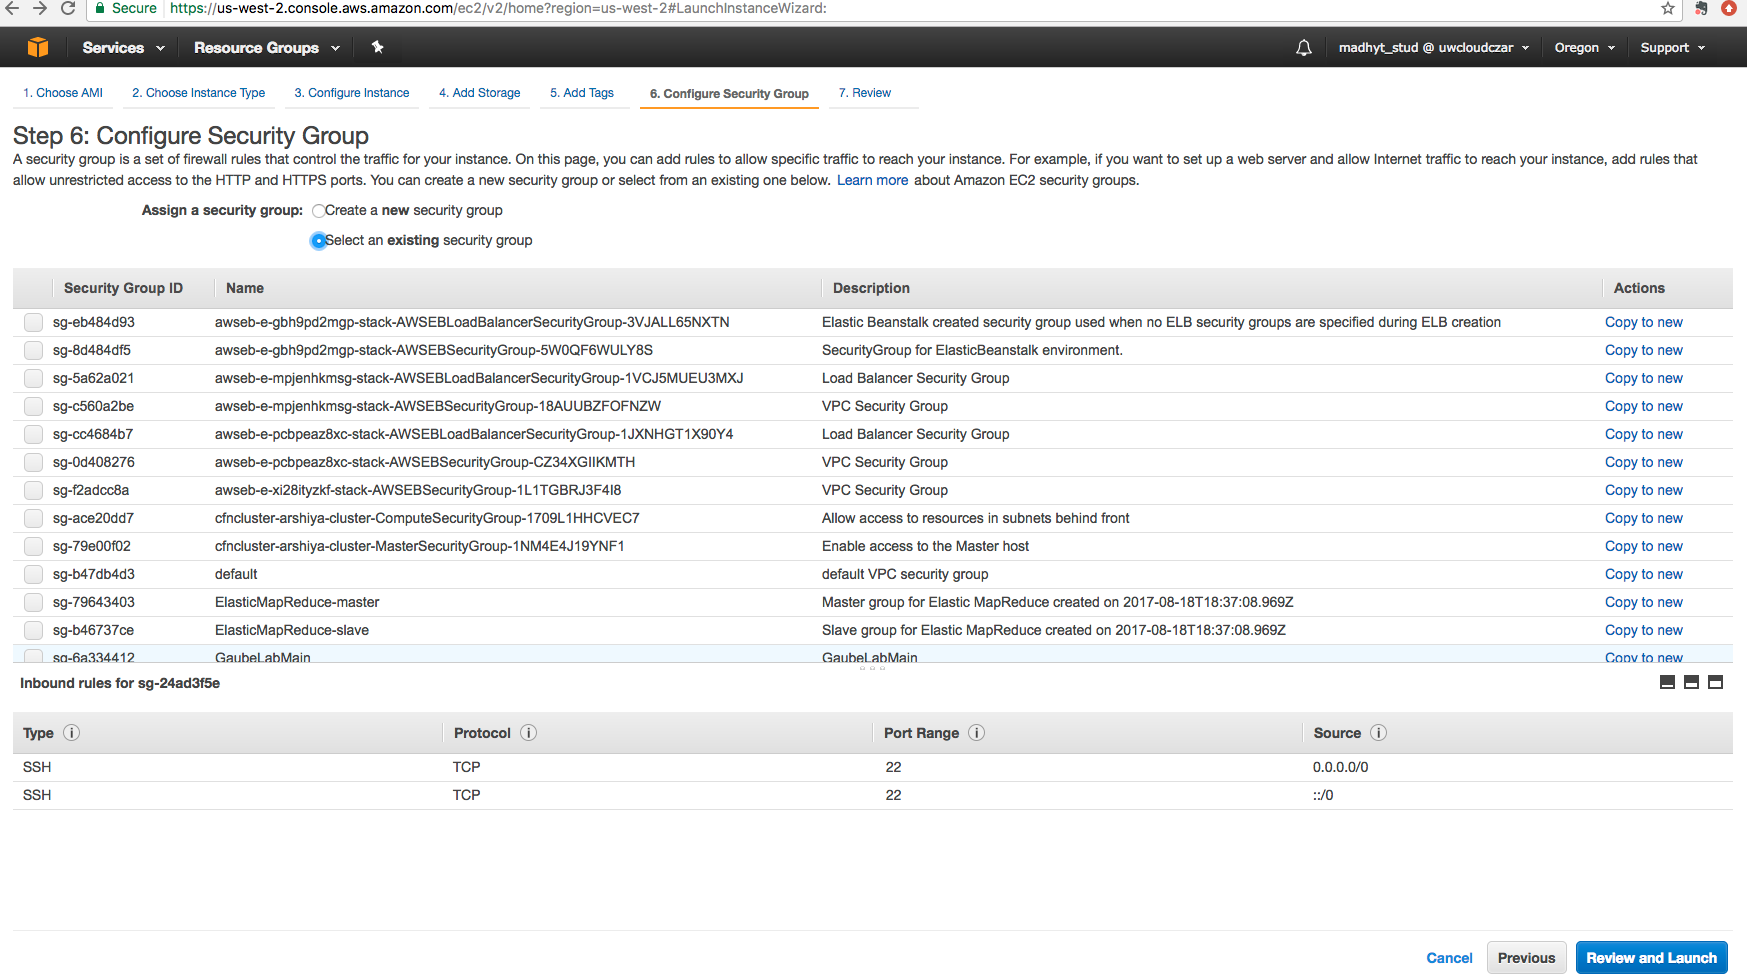 Secure https://us-west-2.console.aws.amazon.com/ec2/v2/home?region=us-west-2#LaunchInstanceWizard:
Services Resource Groups madhyt_stud @ uwcloudczar Oregon Support
1. Choose AMI 2. Choose Instance Type 3. Configure Instance 4. Add Storage 5. Add Tags 6. Configure Security Group 7. Review
Step 6: Configure Security Group
A security group is a set of firewall rules that control the traffic for your instance. On this page, you can add rules to allow specific traffic to reach your instance. For example, if you want to set up a web server and allow Internet traffic to reach your instance, add rules that
allow unrestricted access to the HTTP and HTTPS ports. You can create a new security group or select from an existing one below. Learn more about Amazon EC2 security groups.
Assign a security group: Create a new security group
Select an existing security group
Security Group ID Name Description Actions
sg-eb484d93 awseb-e-gbh9pd2mgp-stack-AWSEBLoadBalancerSecurityGroup-3VJALL65NXTN Elastic Beanstalk created security group used when no ELB security groups are specified during ELB creation Copy to new
sg-8d484df5 awseb-e-gbh9pd2mgp-stack-AWSEBSecurityGroup-5W0QF6WULY8S SecurityGroup for ElasticBeanstalk environment. Copy to new
sg-5a62a021 awseb-e-mpjenhkmsg-stack-AWSEBLoadBalancerSecurityGroup-1VCJ5MUEU3MXJ Load Balancer Security Group Copy to new
sg-c560a2be awseb-e-mpjenhkmsg-stack-AWSEBSecurityGroup-18AUUBZFOFNZW VPC Security Group Copy to new
sg-cc4684b7 awseb-e-pcbpeaz8xc-stack-AWSEBLoadBalancerSecurityGroup-1JXNHGT1X90Y4 Load Balancer Security Group Copy to new
sg-0d408276 awseb-e-pcbpeaz8xc-stack-AWSEBSecurityGroup-CZ34XGIIKMTH VPC Security Group Copy to new
sg-f2adcc8a awseb-e-xi28ityzkf-stack-AWSEBSecurityGroup-1L1TGBRJ3F4I8 VPC Security Group Copy to new
sg-ace20dd7 cfncluster-arshiya-cluster-ComputeSecurityGroup-1709L1HHCVEC7 Allow access to resources in subnets behind front Copy to new
sg-79e00f02 cfncluster-arshiya-cluster-MasterSecurityGroup-1NM4E4J19YNF1 Enable access to the Master host Copy to new
sg-b47db4d3 default default VPC security group Copy to new
sg-79643403 ElasticMapReduce-master Master group for Elastic MapReduce created on 2017-08-18T18:37:08.969Z Copy to new
sg-b46737ce ElasticMapReduce-slave Slave group for Elastic MapReduce created on 2017-08-18T18:37:08.969Z Copy to new
sg-6a334412 GaubeLabMain GaubeLabMain Copy to new
Inbound rules for sg-24ad3f5e
Type Protocol Port Range Source
SSH TCP 22 0.0.0.0/0
SSH TCP 22 ::/0
Cancel Previous Review and Launch